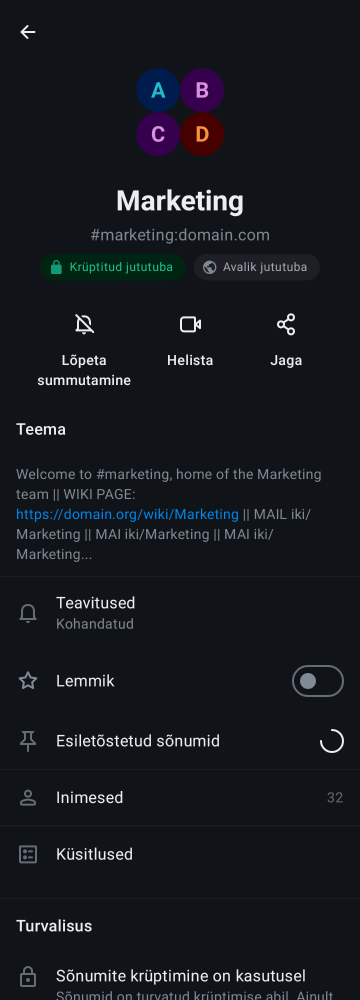 A B
C D
Marketing
#marketing:domain.com
Krüptitud jututuba Avalik jututuba
Lõpeta
summutamine
Helista
Jaga
Teema
Welcome to #marketing, home of the Marketing
team || WIKI PAGE:
https://domain.org/wiki/Marketing || MAIL iki/
Marketing || MAI iki/Marketing || MAI iki/
Marketing...
Teavitused
Kohandatud
Lemmik
Esiletõstetud sõnumid
Inimesed 32
Küsitlused
Turvalisus
Sõnumite krüptimine on kasutusel
Sõnumid on turvatud krüptimise abil. Ainult